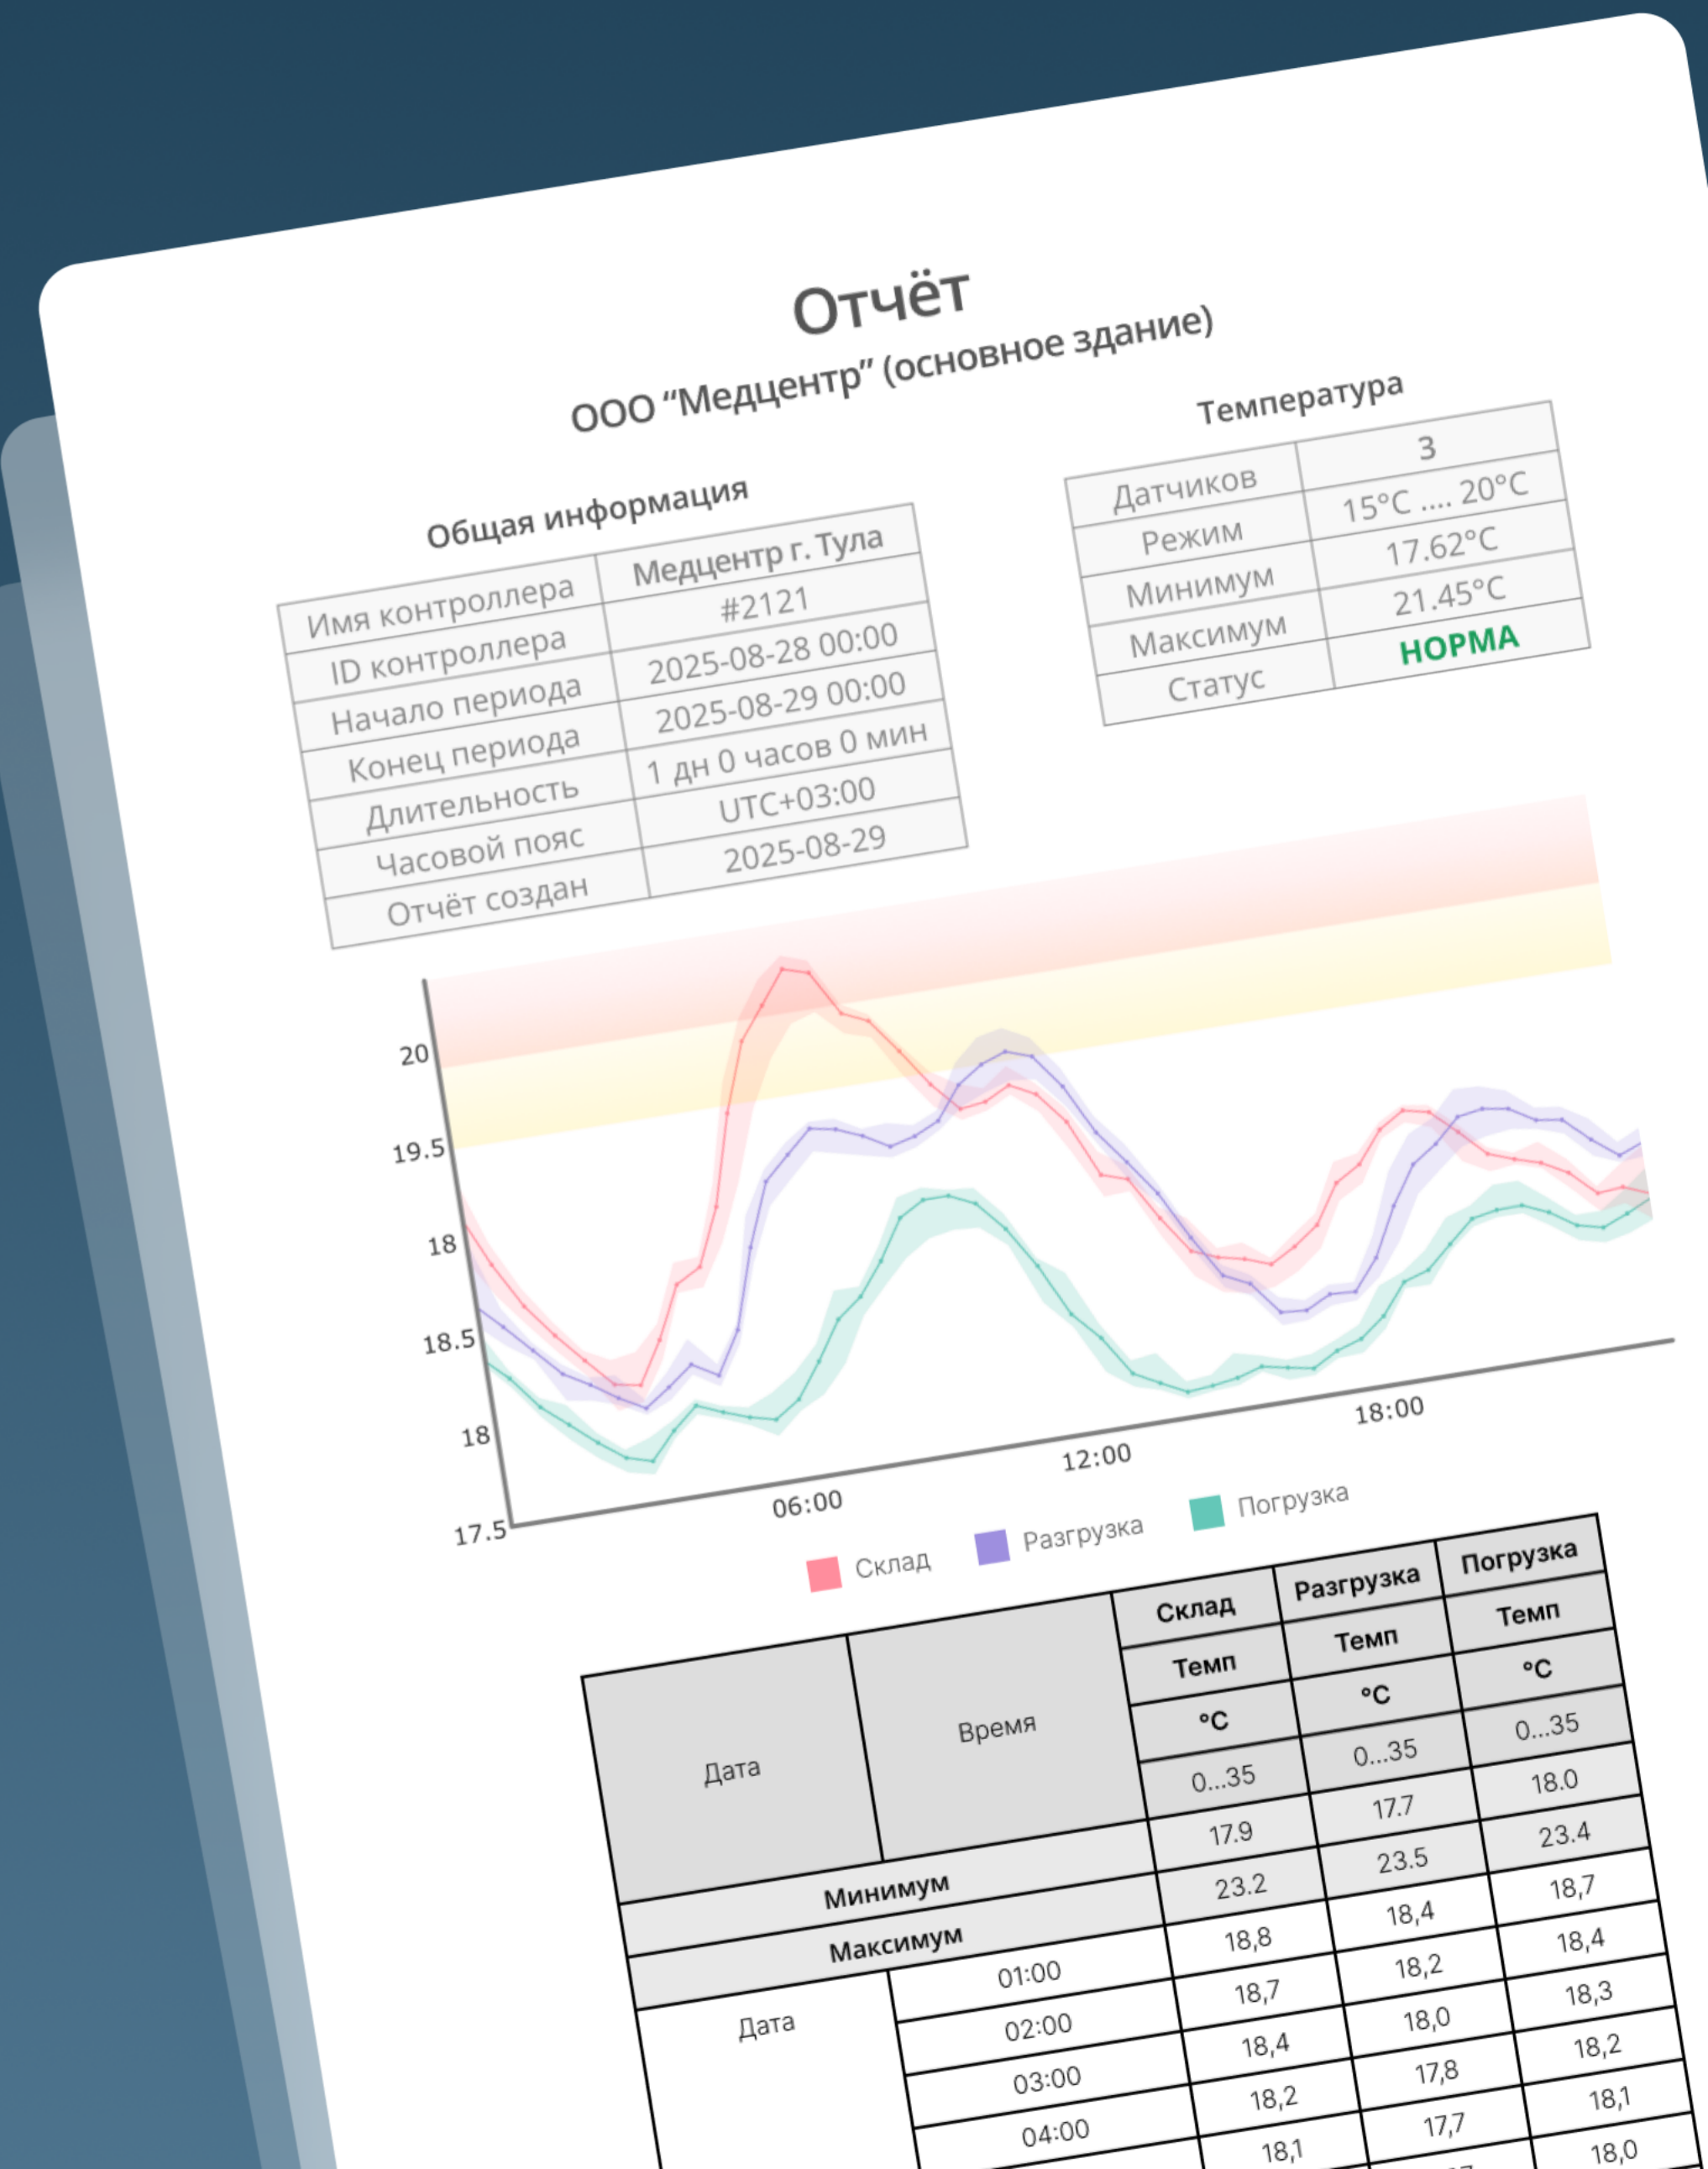 Отчёт
ООО “Медцентр” (основное здание)
Общая информация
Имя контроллера Медцентр г. Тула
ID контроллера #2121
Начало периода 2025-08-28 00:00
Конец периода 2025-08-29 00:00
Длительность 1 дн 0 часов 0 мин
Часовой пояс UTC+03:00
Отчёт создан 2025-08-29
Температура
Датчиков 3
Режим 15°C .... 20°C
Минимум 17.62°C
Максимум 21.45°C
Статус НОРМА
20
19.5
18
18.5
18
17.5
06:00 12:00 18:00
Склад Разгрузка Погрузка
Дата Время Склад Разгрузка Погрузка
Темп Темп Темп
°C °C °C
0...35 0...35 0...35
Минимум 17.9 17.7 18.0
Максимум 23.2 23.5 23.4
Дата 01:00 18,8 18,4 18,7
02:00 18,7 18,2 18,4
03:00 18,4 18,0 18,3
04:00 18,2 17,8 18,2
18,1 17,7 18,1
18,0